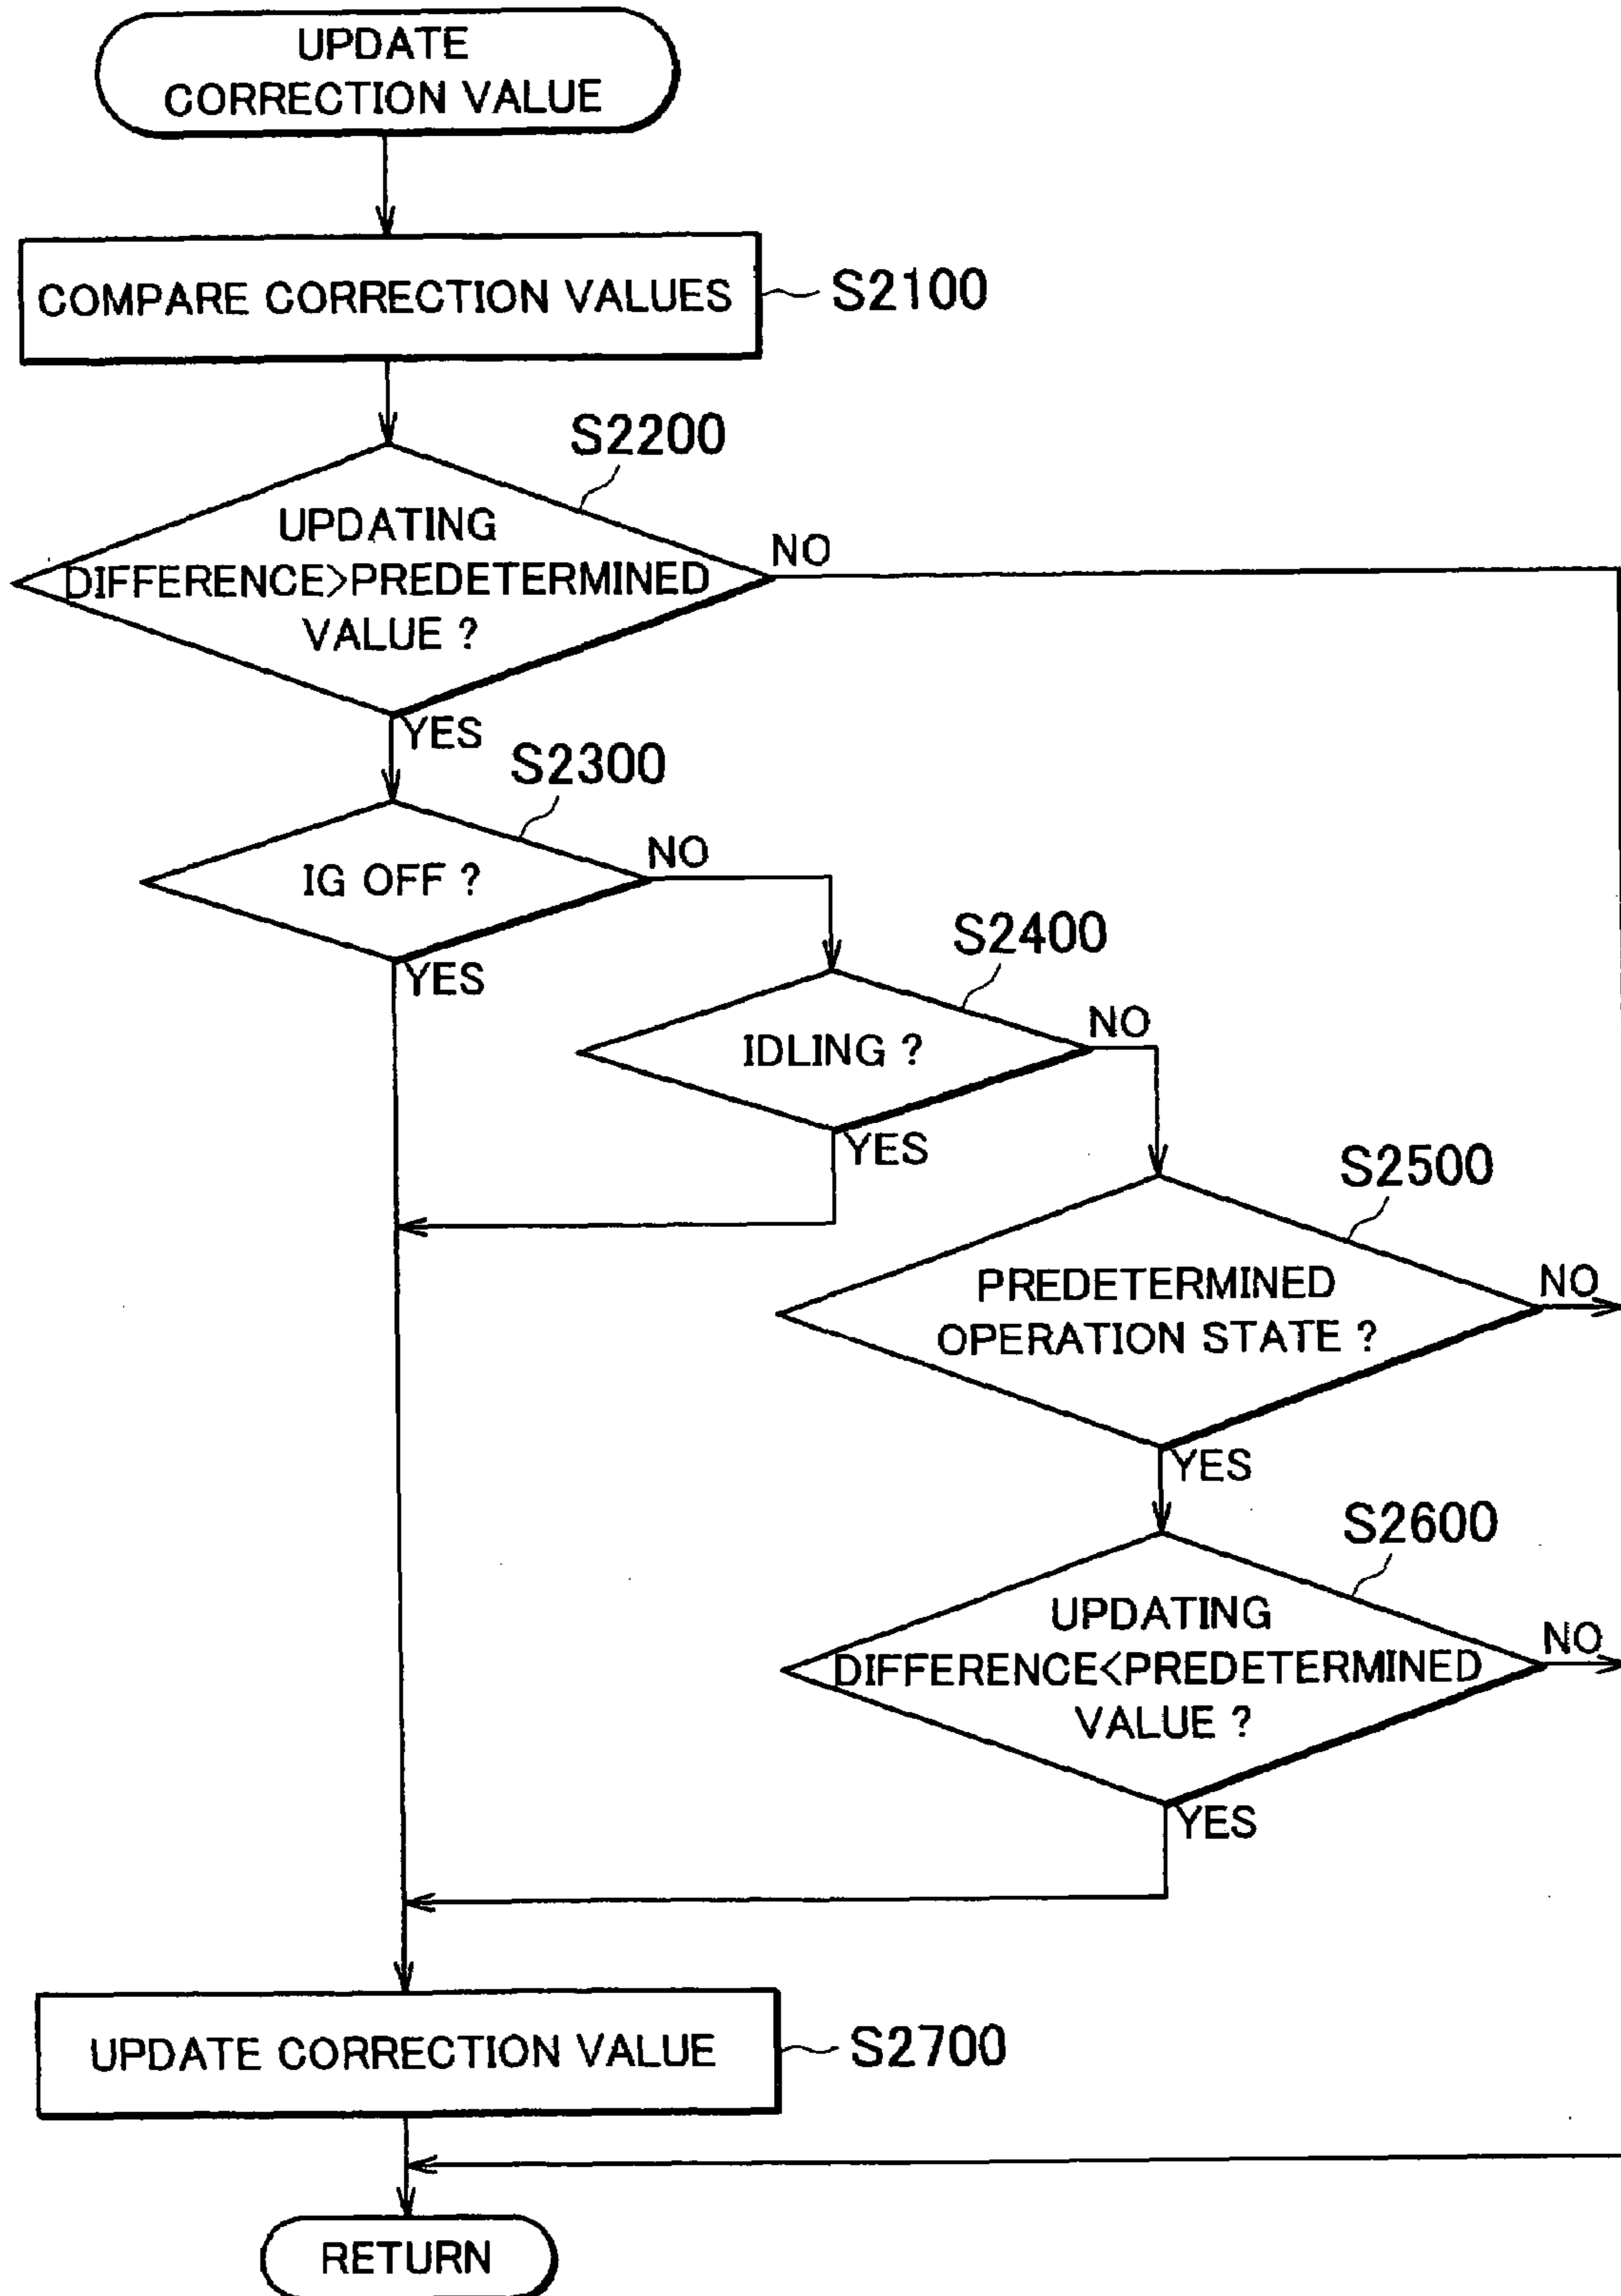 UPDATE
CORRECTION VALUE
COMPARE CORRECTION VALUES
S2100
S2200
UPDATING
DIFFERENCE>PREDETERMINED
VALUE ?
NO
YES
S2300
IG OFF ?
NO
YES
S2400
IDLING ?
NO
YES
S2500
PREDETERMINED
OPERATION STATE ?
NO
YES
S2600
UPDATING
DIFFERENCE<PREDETERMINED
VALUE ?
NO
YES
UPDATE CORRECTION VALUE
S2700
RETURN